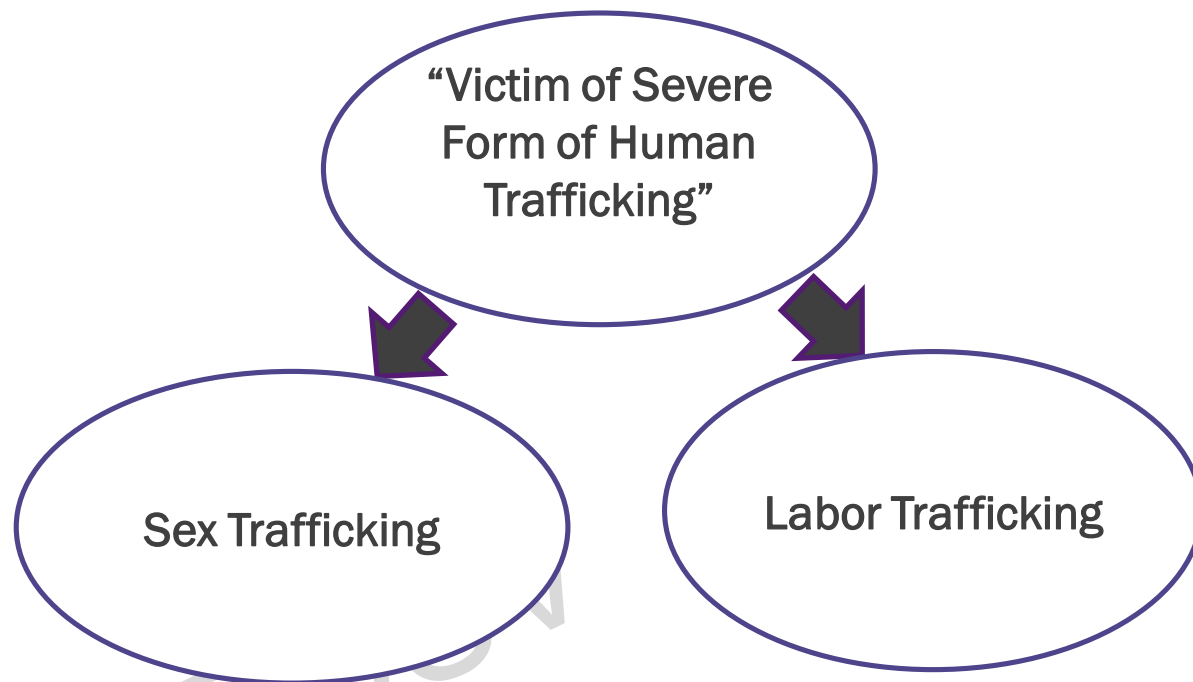 “Victim of Severe
Form of Human
Trafficking”
Sex Trafficking
Labor Trafficking